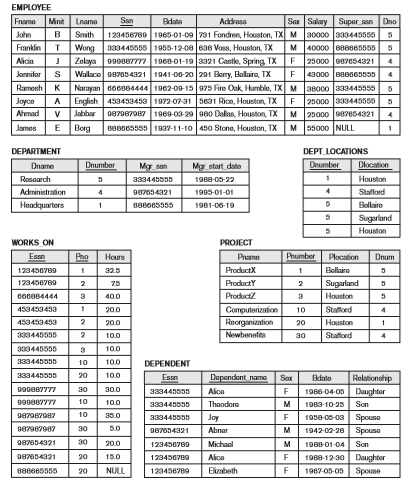 EMPLOYEE
Fname Minit Lname Ssn Bdate Address Sex Salary Super_ssn Dno
John B Smith 123456789 1965-01-09 731 Fondren, Houston, TX M 30000 333445555 5
Franklin T Wong 333445555 1955-12-08 638 Voss, Houston, TX M 40000 888665555 5
Alicia J Zelaya 999887777 1968-01-19 3321 Castle, Spring, TX F 25000 987654321 4
Jennifer S Wallace 987654321 1941-06-20 291 Berry, Bellaire, TX F 43000 888665555 4
Ramesh K Narayan 666884444 1962-09-15 975 Fire Oak, Humble, TX M 38000 333445555 5
Joyce A English 453453453 1972-07-31 5631 Rice, Houston, TX F 25000 333445555 5
Ahmad V Jabbar 987987987 1969-03-29 980 Dallas, Houston, TX M 25000 987654321 4
James E Borg 888665555 1937-11-10 450 Stone, Houston, TX M 55000 NULL 1
DEPARTMENT
Dname Dnumber Mgr_ssn Mgr_start_date
Research 5 333445555 1988-05-22
Administration 4 987654321 1995-01-01
Headquarters 1 888665555 1981-06-19
DEPT_LOCATIONS
Dnumber Dlocation
1 Houston
4 Stafford
5 Bellaire
5 Sugarland
5 Houston
WORKS_ON
Essn Pno Hours
123456789 1 32.5
123456789 2 7.5
666884444 3 40.0
453453453 1 20.0
453453453 2 20.0
333445555 2 10.0
333445555 3 10.0
333445555 10 10.0
333445555 20 10.0
999887777 30 30.0
999887777 10 10.0
987987987 10 35.0
987987987 30 5.0
987654321 30 20.0
987654321 20 15.0
888665555 20 NULL
PROJECT
Pname Pnumber Plocation Dnum
ProductX 1 Bellaire 5
ProductY 2 Sugarland 5
ProductZ 3 Houston 5
Computerization 10 Stafford 4
Reorganization 20 Houston 1
Newbenefits 30 Stafford 4
DEPENDENT
Essn Dependent_name Sex Bdate Relationship
333445555 Alice F 1986-04-05 Daughter
333445555 Theodore M 1983-10-25 Son
333445555 Joy F 1958-05-03 Spouse
987654321 Abner M 1942-02-28 Spouse
123456789 Michael M 1988-01-04 Son
123456789 Alice F 1988-12-30 Daughter
123456789 Elizabeth F 1967-05-05 Spouse